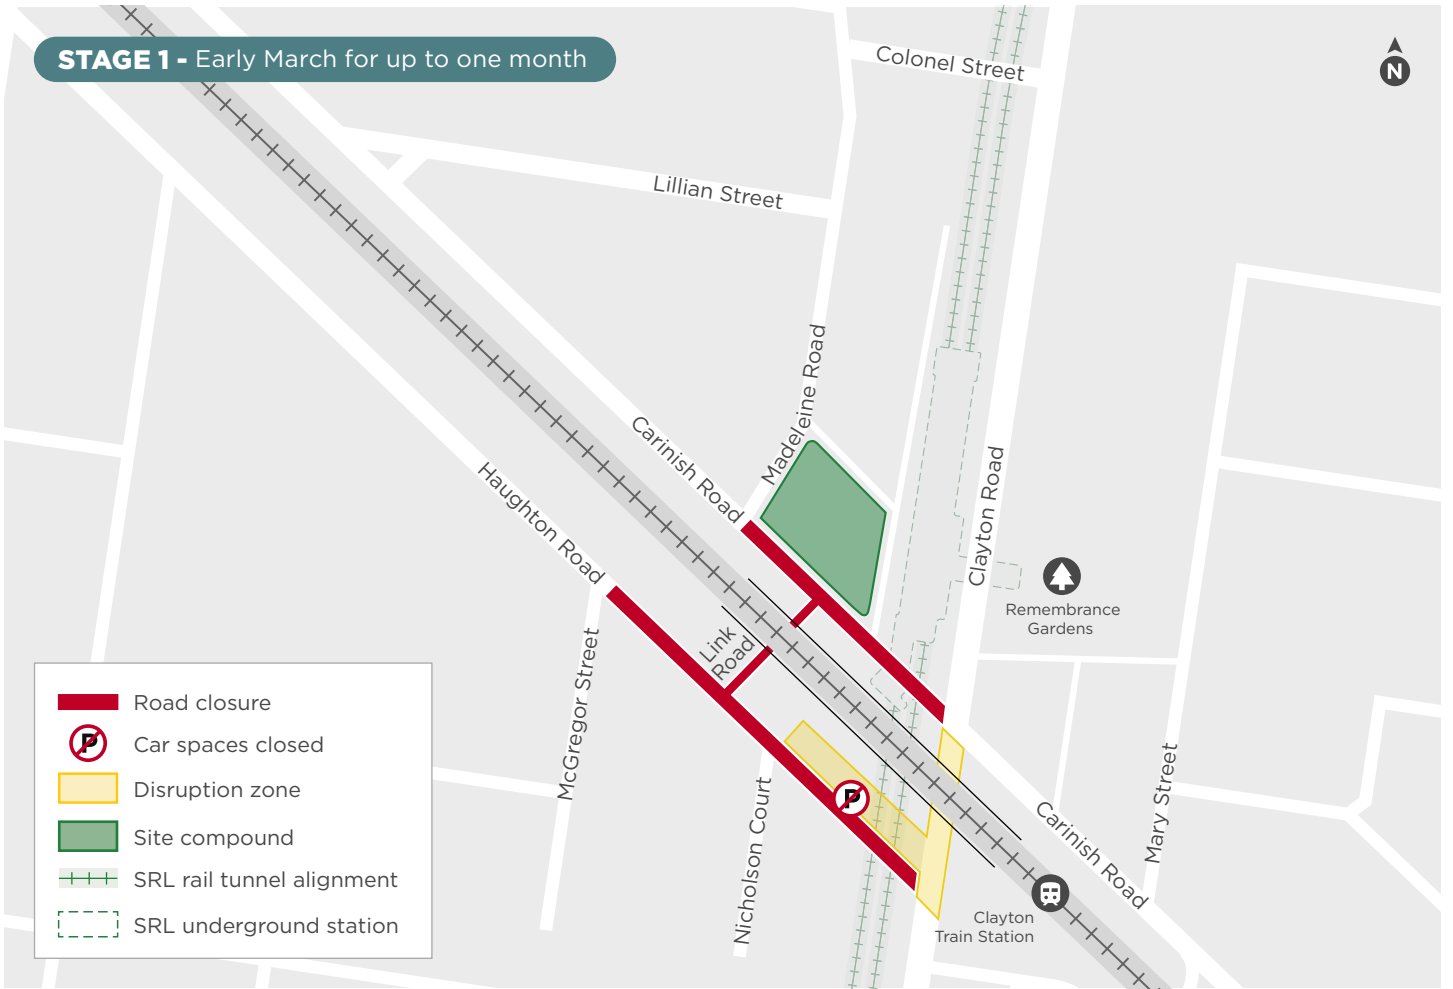 STAGE 1 - Early March for up to one month
Colonel Street
N
Lillian Street
Madeleine Road
Carinish Road
Haughton Road
Clayton Road
Remembrance
Gardens
Link
Road
McGregor Street
P
Nicholson Court
Mary Street
Carinish Road
Clayton
Train Station
Road closure
P
Car spaces closed
Disruption zone
Site compound
SRL rail tunnel alignment
SRL underground station